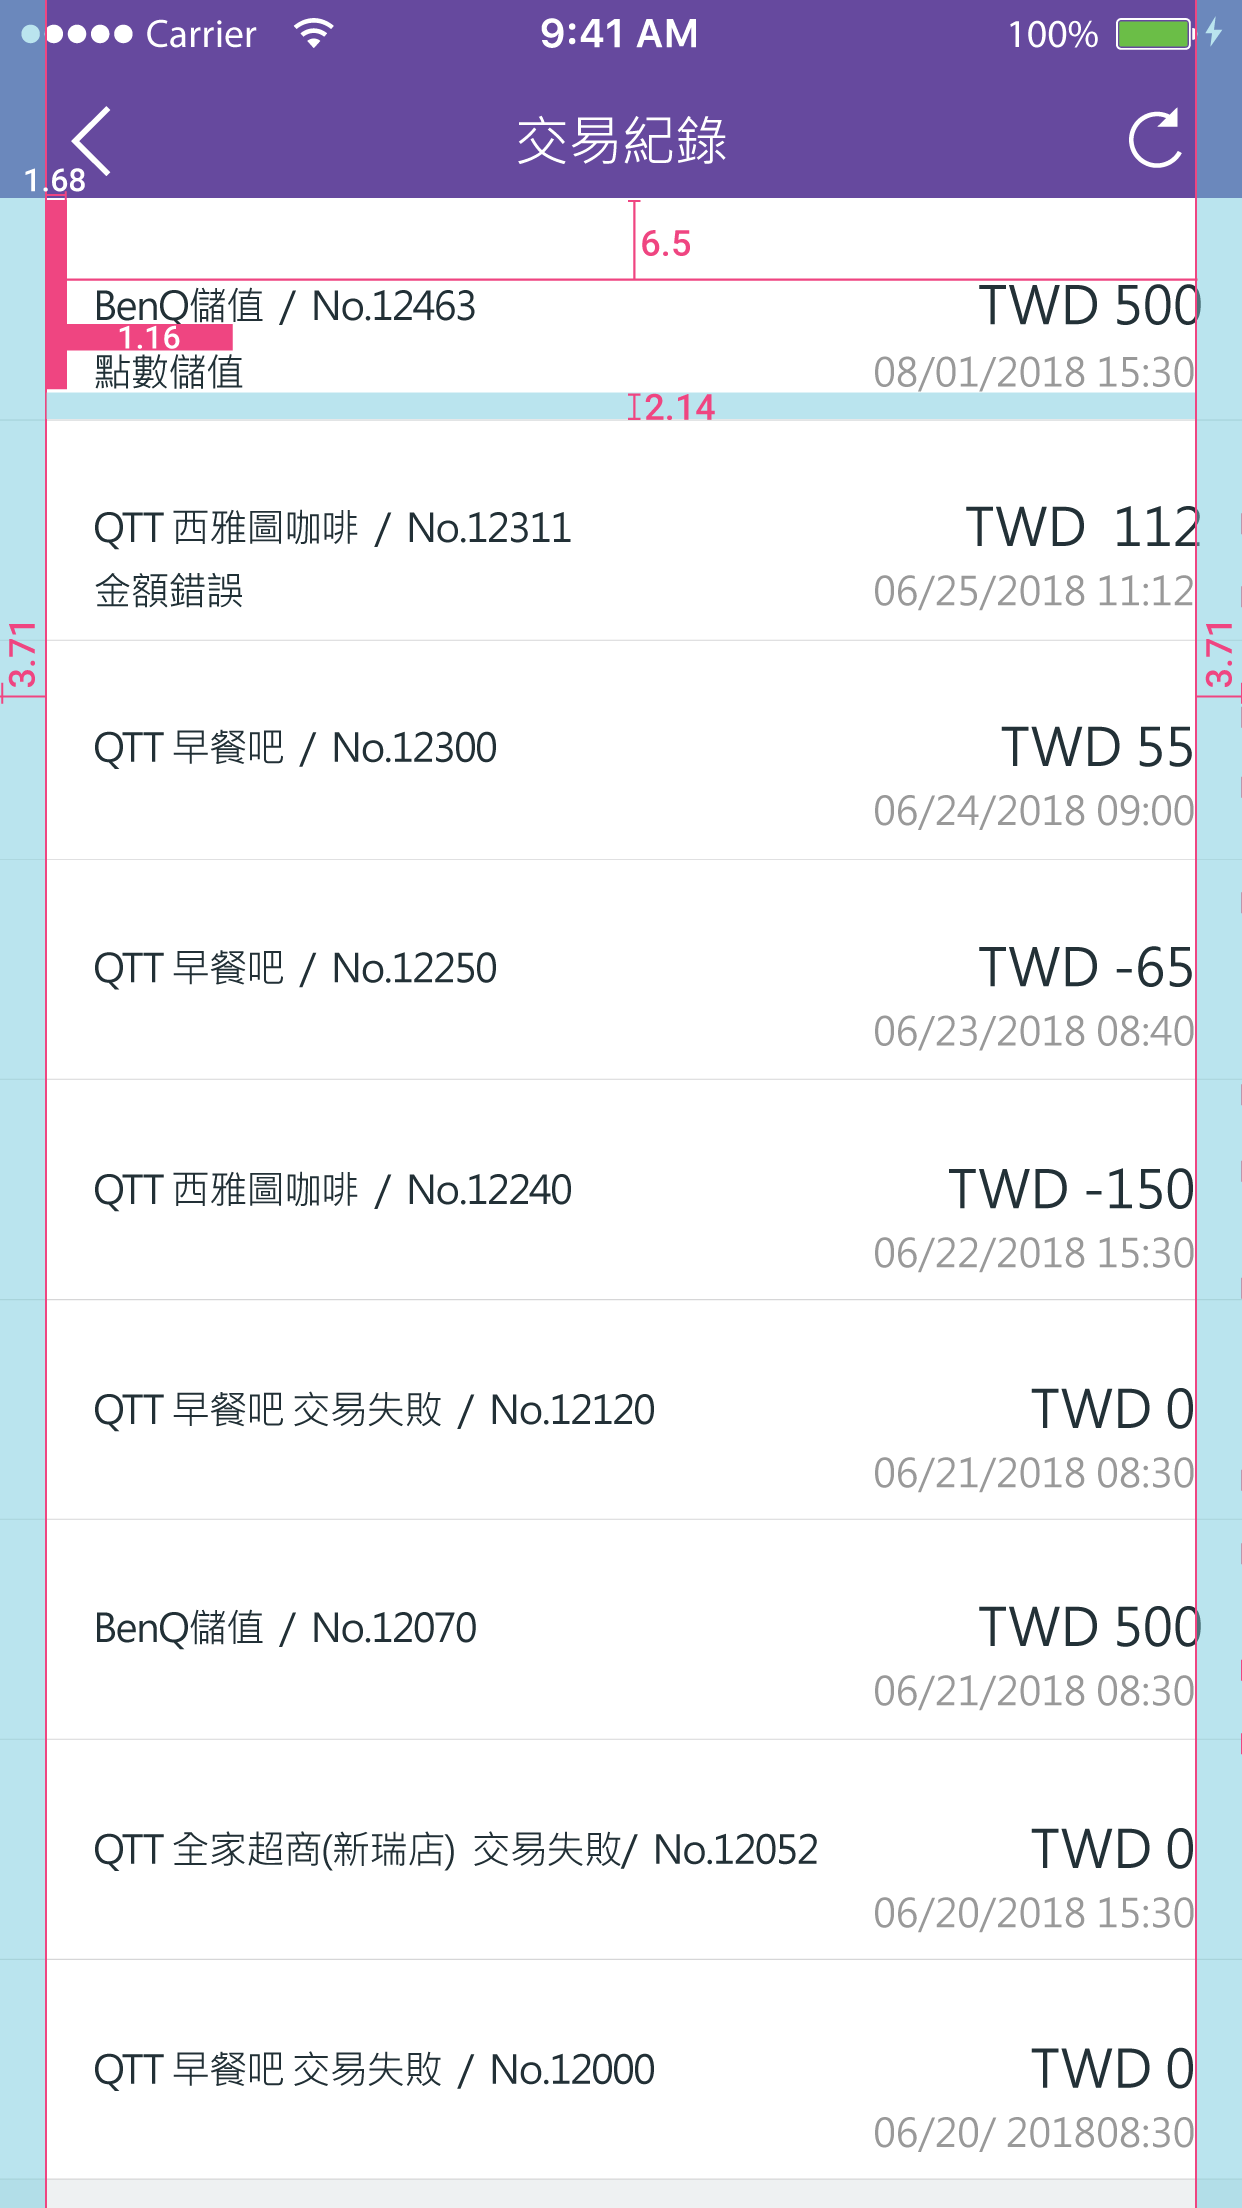 Carrier 9:41 AM 100%
交易紀錄
1.68
6.5
BenQ儲值 / No.12463 TWD 500
1.16
點數儲值 08/01/2018 15:30
2.14
QTT 西雅圖咖啡 / No.12311 TWD 112
金額錯誤 06/25/2018 11:12
3.71 3.71
QTT 早餐吧 / No.12300 TWD 55
06/24/2018 09:00
QTT 早餐吧 / No.12250 TWD -65
06/23/2018 08:40
QTT 西雅圖咖啡 / No.12240 TWD -150
06/22/2018 15:30
QTT 早餐吧 交易失敗 / No.12120 TWD 0
06/21/2018 08:30
BenQ儲值 / No.12070 TWD 500
06/21/2018 08:30
QTT 全家超商(新瑞店) 交易失敗/ No.12052 TWD 0
06/20/2018 15:30
QTT 早餐吧 交易失敗 / No.12000 TWD 0
06/20/ 201808:30